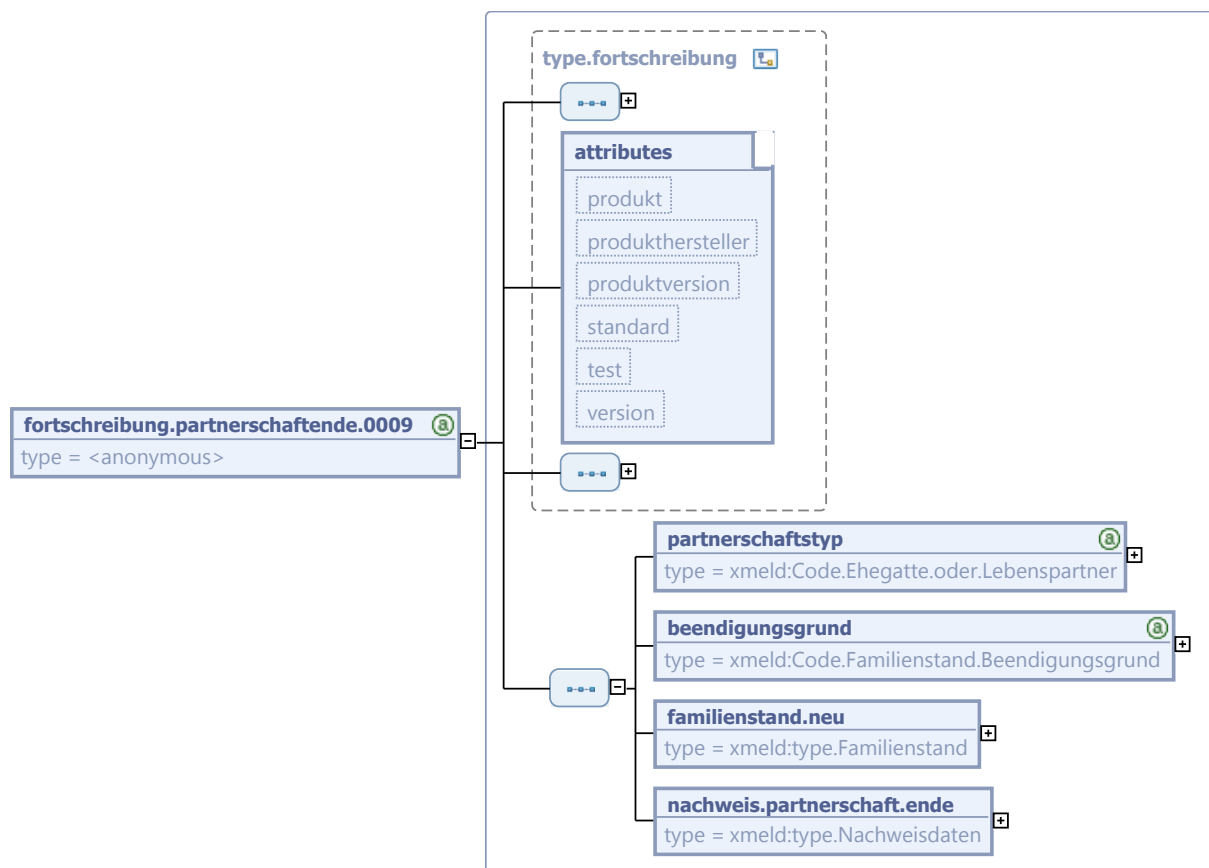 type.fortschreibung
attributes
produkt
produkthersteller
produktversion
standard
test
version
fortschreibung.partnerschaftende.0009
type = <anonymous>
partnerschaftstyp
type = xmeld:Code.Ehegatte.oder.Lebenspartner
beendigungsgrund
type = xmeld:Code.Familienstand.Beendigungsgrund
familienstand.neu
type = xmeld:type.Familienstand
nachweis.partnerschaft.ende
type = xmeld:type.Nachweisdaten